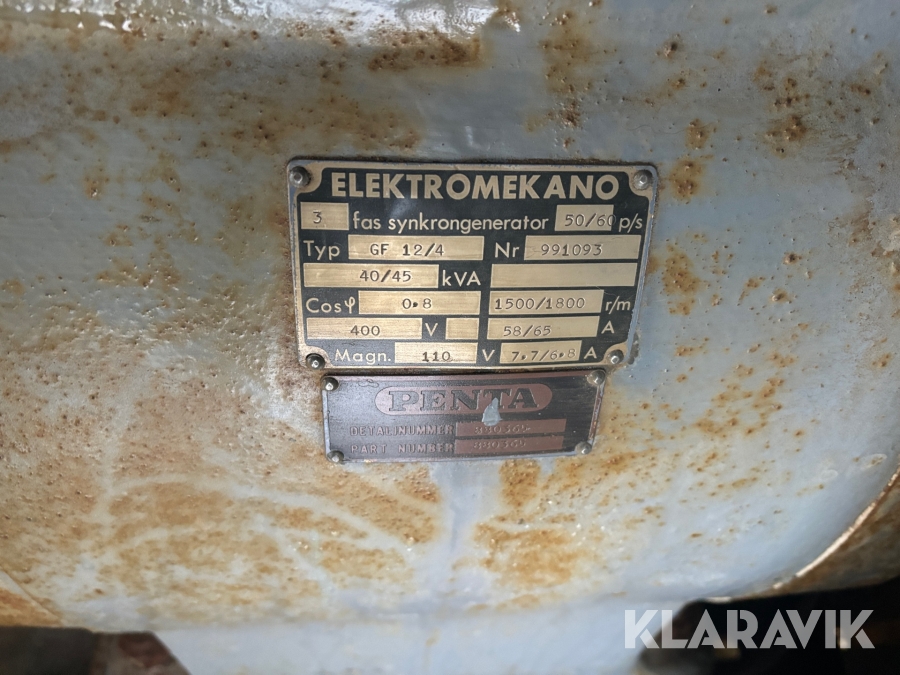 ELEKTROMEKANO
3 fas synkrongenerator 50/60 p/s
Typ GF 12/4 Nr 991093
40/45 kVA
Cosφ 0.8 1500/1800 r/m
400 V 58/65 A
Magn. 110 V 7.7/6.8 A
PENTA
DETALJNUMMER
PART NUMBER
KLARAVIK